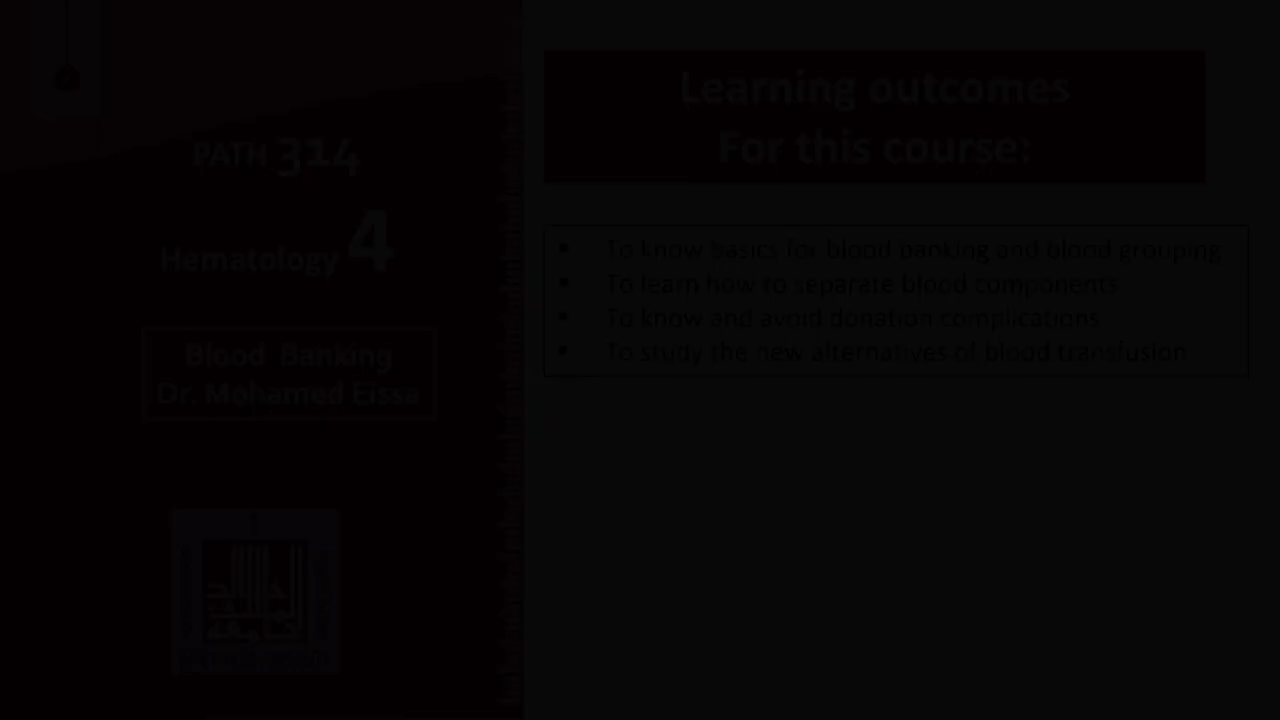 PATH 314
Hematology 4
Blood Banking
Dr. Mohamed Eissa
Learning outcomes
For this course:
▪ To know basics for blood banking and blood grouping
▪ To learn how to separate blood components
▪ To know and avoid donation complications
▪ To study the new alternatives of blood transfusion